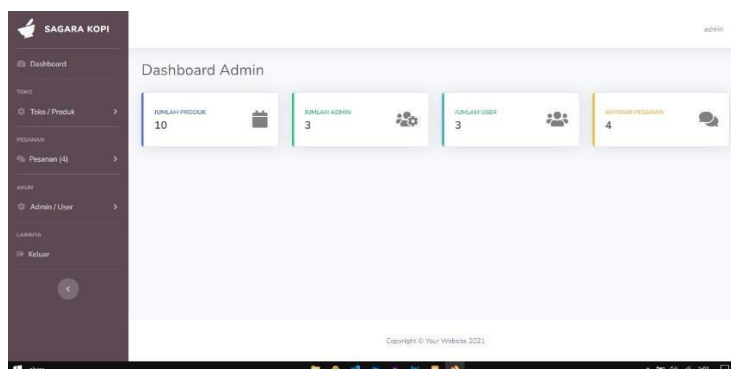 SAGARA KOPI
admin
Dashboard
TOKO
Toko / Produk
PESANAN
Pesanan (4)
AKUN
Admin / User
LAINNYA
Keluar
Dashboard Admin
JUMLAH PRODUK
10
JUMLAH ADMIN
3
JUMLAH USER
3
ANTRIAN PESANAN
4
Copyright © Your Website 2021